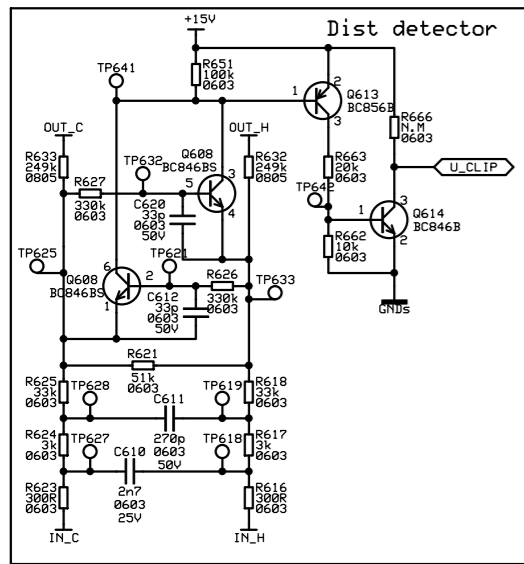 +15V
Dist detector
TP641
R651
100k
0603
1
2
3
Q613
BC856B
R666
N.M
0603
U_CLIP
OUT_C
OUT_H
R633
249k
0805
R627
330k
0603
TP632
Q608
BC846BS
5
3
4
R632
249k
0805
C620
33p
0603
50V
TP642
R663
20k
0603
1
3
2
Q614
BC846B
R662
10k
0603
GNDs
TP625
TP621
TP633
Q608
BC846BS
6
2
1
R626
330k
0603
C612
33p
0603
50V
R621
51k
0603
R625
33k
0603
TP628
C611
270p
0603
50V
TP619
R618
33k
0603
R624
3k
0603
TP627
C610
2n7
0603
25V
TP618
R617
3k
0603
R623
300R
0603
R616
300R
0603
IN_C
IN_H